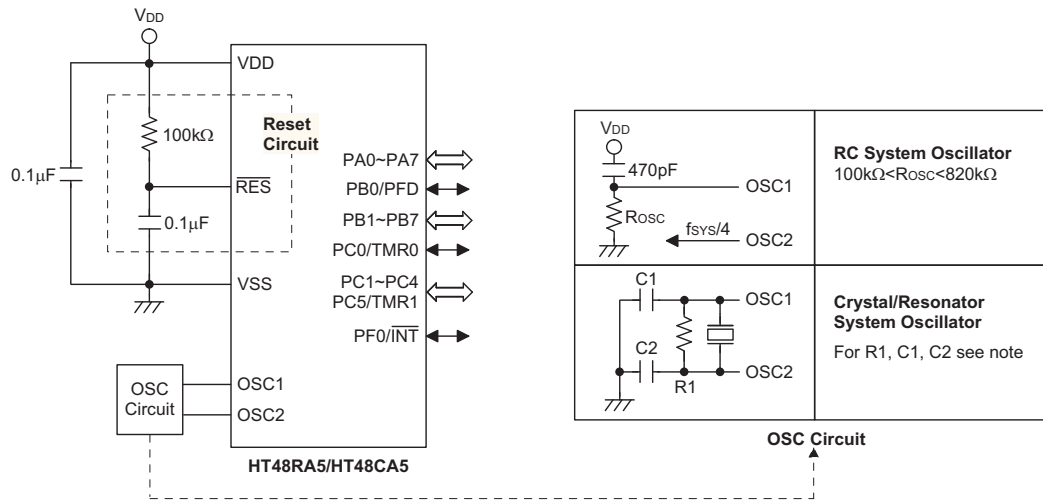 VDD
VDD
100kΩ
Reset
Circuit
0.1μF
RES
0.1μF
VSS
PA0~PA7
PB0/PFD
PB1~PB7
PC0/TMR0
PC1~PC4
PC5/TMR1
PF0/INT
OSC
Circuit
OSC1
OSC2
HT48RA5/HT48CA5
VDD
470pF
OSC1
ROSC
fSYS/4
OSC2
RC System Oscillator
100kΩ<ROSC<820kΩ
C1
OSC1
C2
R1
OSC2
Crystal/Resonator
System Oscillator
For R1, C1, C2 see note
OSC Circuit